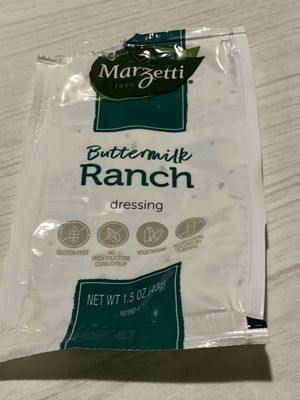 Marzetti
1896
Buttermilk
Ranch
dressing
GLUTEN-FREE
NO
HIGH FRUCTOSE
CORN SYRUP
VEGETARIAN
NET WT 1.5 OZ (43g)